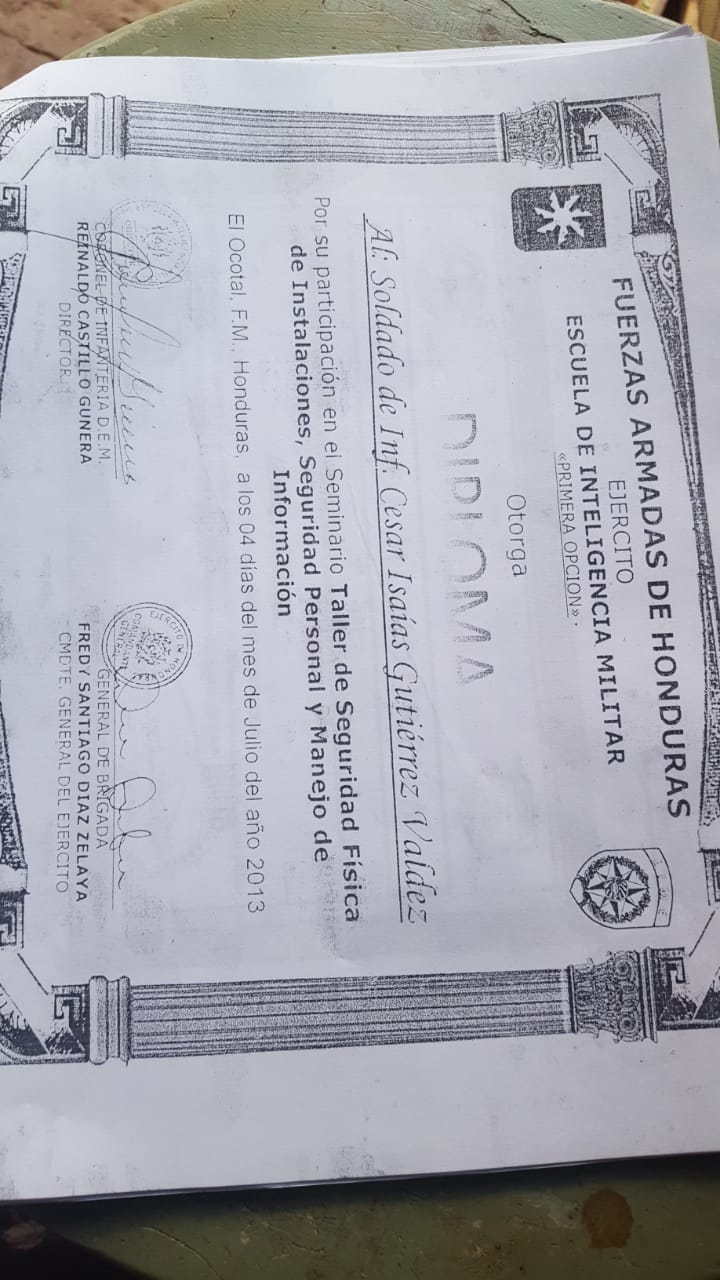 FUERZAS ARMADAS DE HONDURAS
EJERCITO
ESCUELA DE INTELIGENCIA MILITAR
«PRIMERA OPCION»
Otorga
DIPLOMA
Al: Soldado de Inf. Cesar Isaías Gutiérrez Valdez
Por su participación en el Seminario Taller de Seguridad Física
de Instalaciones, Seguridad Personal y Manejo de
Información
El Ocotal, F.M., Honduras, a los 04 días del mes de Julio del año 2013
CORONEL DE INFANTERIA D.E.M.
REINALDO CASTILLO GUNERA
DIRECTOR
GENERAL DE BRIGADA
FREDY SANTIAGO DIAZ ZELAYA
CMDTE. GENERAL DEL EJERCITO